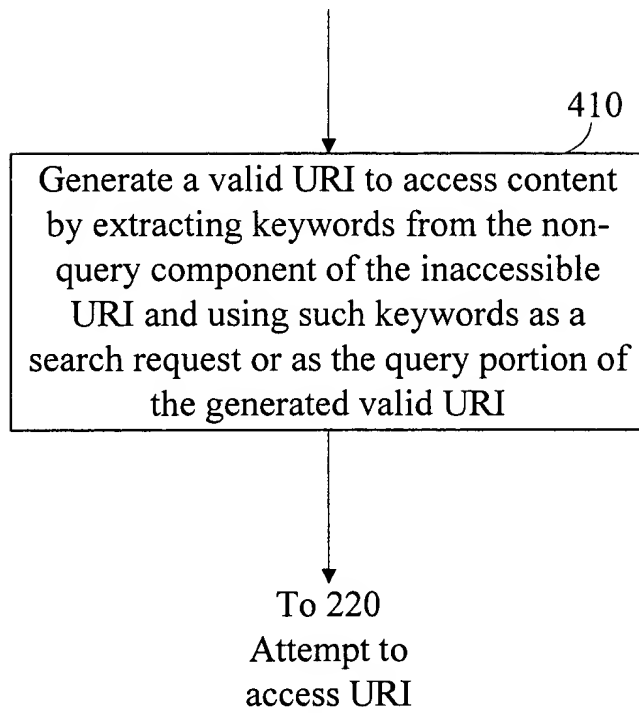 410
Generate a valid URI to access content
by extracting keywords from the non-
query component of the inaccessible
URI and using such keywords as a
search request or as the query portion of
the generated valid URI
To 220
Attempt to
access URI